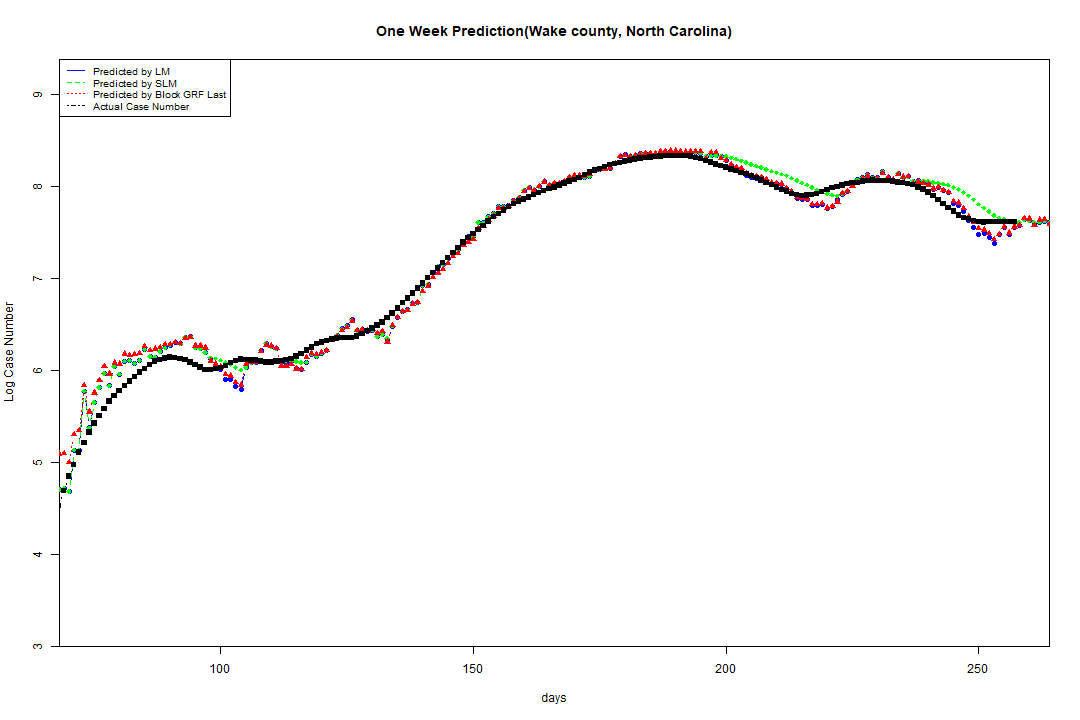 One Week Prediction(Wake county, North Carolina)
Predicted by LM
Predicted by SLM
Predicted by Block GRF Last
Actual Case Number
9
8
7
6
5
4
3
Log Case Number
100 150 200 250
days